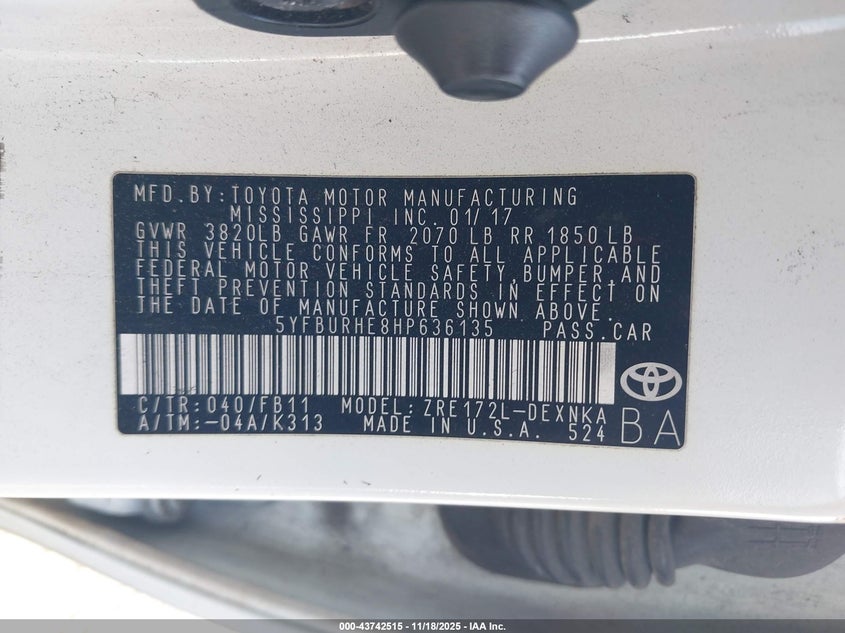 MFD.BY:TOYOTA MOTOR MANUFACTURING
MISSISSIPPI INC. 01/17
GVWR 3820LB GAWR FR 2070 LB RR 1850 LB
THIS VEHICLE CONFORMS TO ALL APPLICABLE
FEDERAL MOTOR VEHICLE SAFETY,BUMPER,AND
THEFT PREVENTION STANDARDS IN EFFECT ON
THE DATE OF MANUFACTURE SHOWN ABOVE.
5YFBURHE8HP636135 PASS.CAR
C/TR:040/FB11 MODEL:ZRE172L-DEXNKA
A/TM:-04A/K313 MADE IN U.S.A. 524 BA
000-43742515 - 11/18/2025 - IAA Inc.